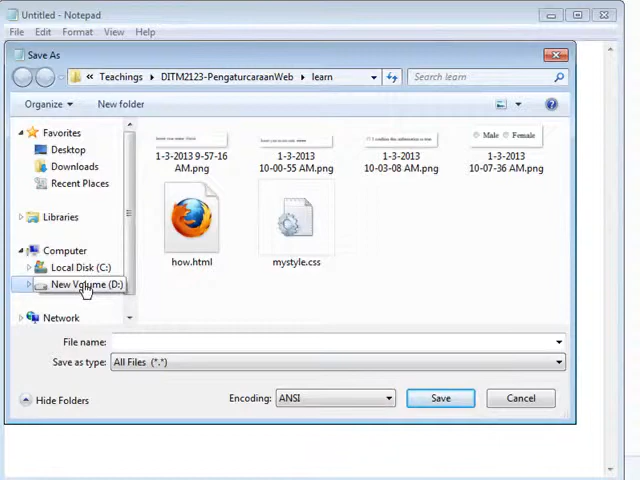 Untitled - Notepad
File Edit Format View Help
Save As
« Teachings DITM2123-PengaturcaraanWeb learn
Search learn
Organize New folder
Favorites
Desktop
Downloads
Recent Places
Libraries
Computer
Local Disk (C:)
New Volume (D:)
Network
Male Female
1-3-2013 9-57-16 AM.png
1-3-2013 10-00-55 AM.png
1-3-2013 10-03-08 AM.png
1-3-2013 10-07-36 AM.png
how.html
mystyle.css
File name:
Save as type: All Files (*.*)
Hide Folders
Encoding: ANSI
Save
Cancel